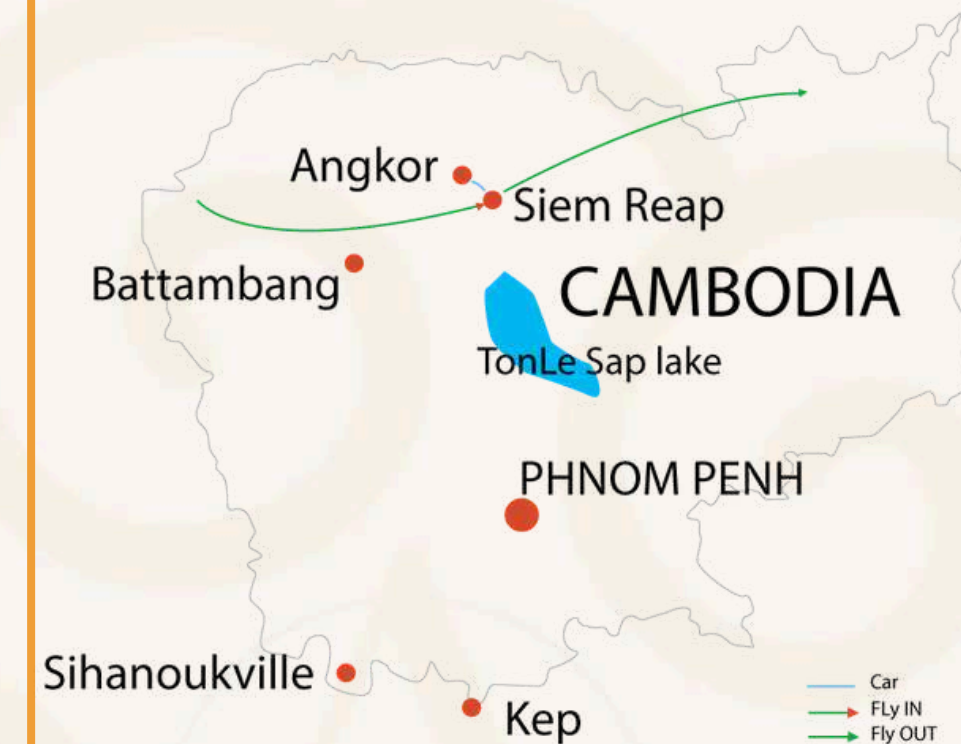 Angkor
Siem Reap
Battambang
CAMBODIA
TonLe Sap lake
PHNOM PENH
Sihanoukville
Kep
Car
FLy IN
Fly OUT